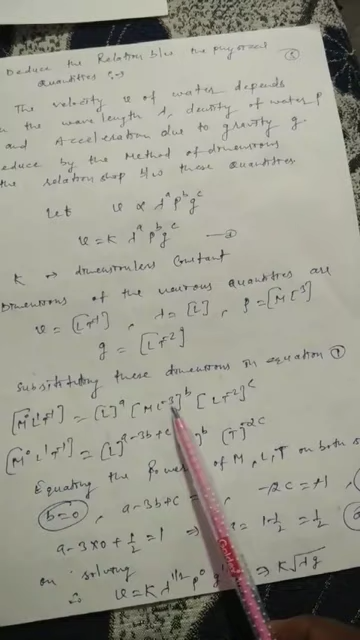 Deduce the Relation b/w the physical
Quantities :-> ③
The velocity v of water depends
on the wave length λ, density of water ρ
and Acceleration due to gravity g.
Deduce by the Method of dimensions
the relation shop b/w these Quantities
Let v ∝ λ^a ρ^b g^c
v = K λ^a ρ^b g^c —
K → dimensionless Constant
Dimensions of the various quantities are
v = [LT^-1], λ = [L], ρ = [ML^-3]
g = [LT^-2]
Substituting these dimensions in equation ①
[M^0 L^1 T^-1] = [L]^a [ML^-3]^b [LT^-2]^c
[M^0 L^1 T^-1] = [L]^a-3b+c ]^b [T]^-2c
Equating the Powers of M, L, T on both s
b=0, a-3b+c = , -2c = +1,
a-3×0+1/2 = 1 ⇒ = 1-1/2 = 1/2
on solving
∴ v = K λ^1/2 ρ^0 g ⇒ K√λg